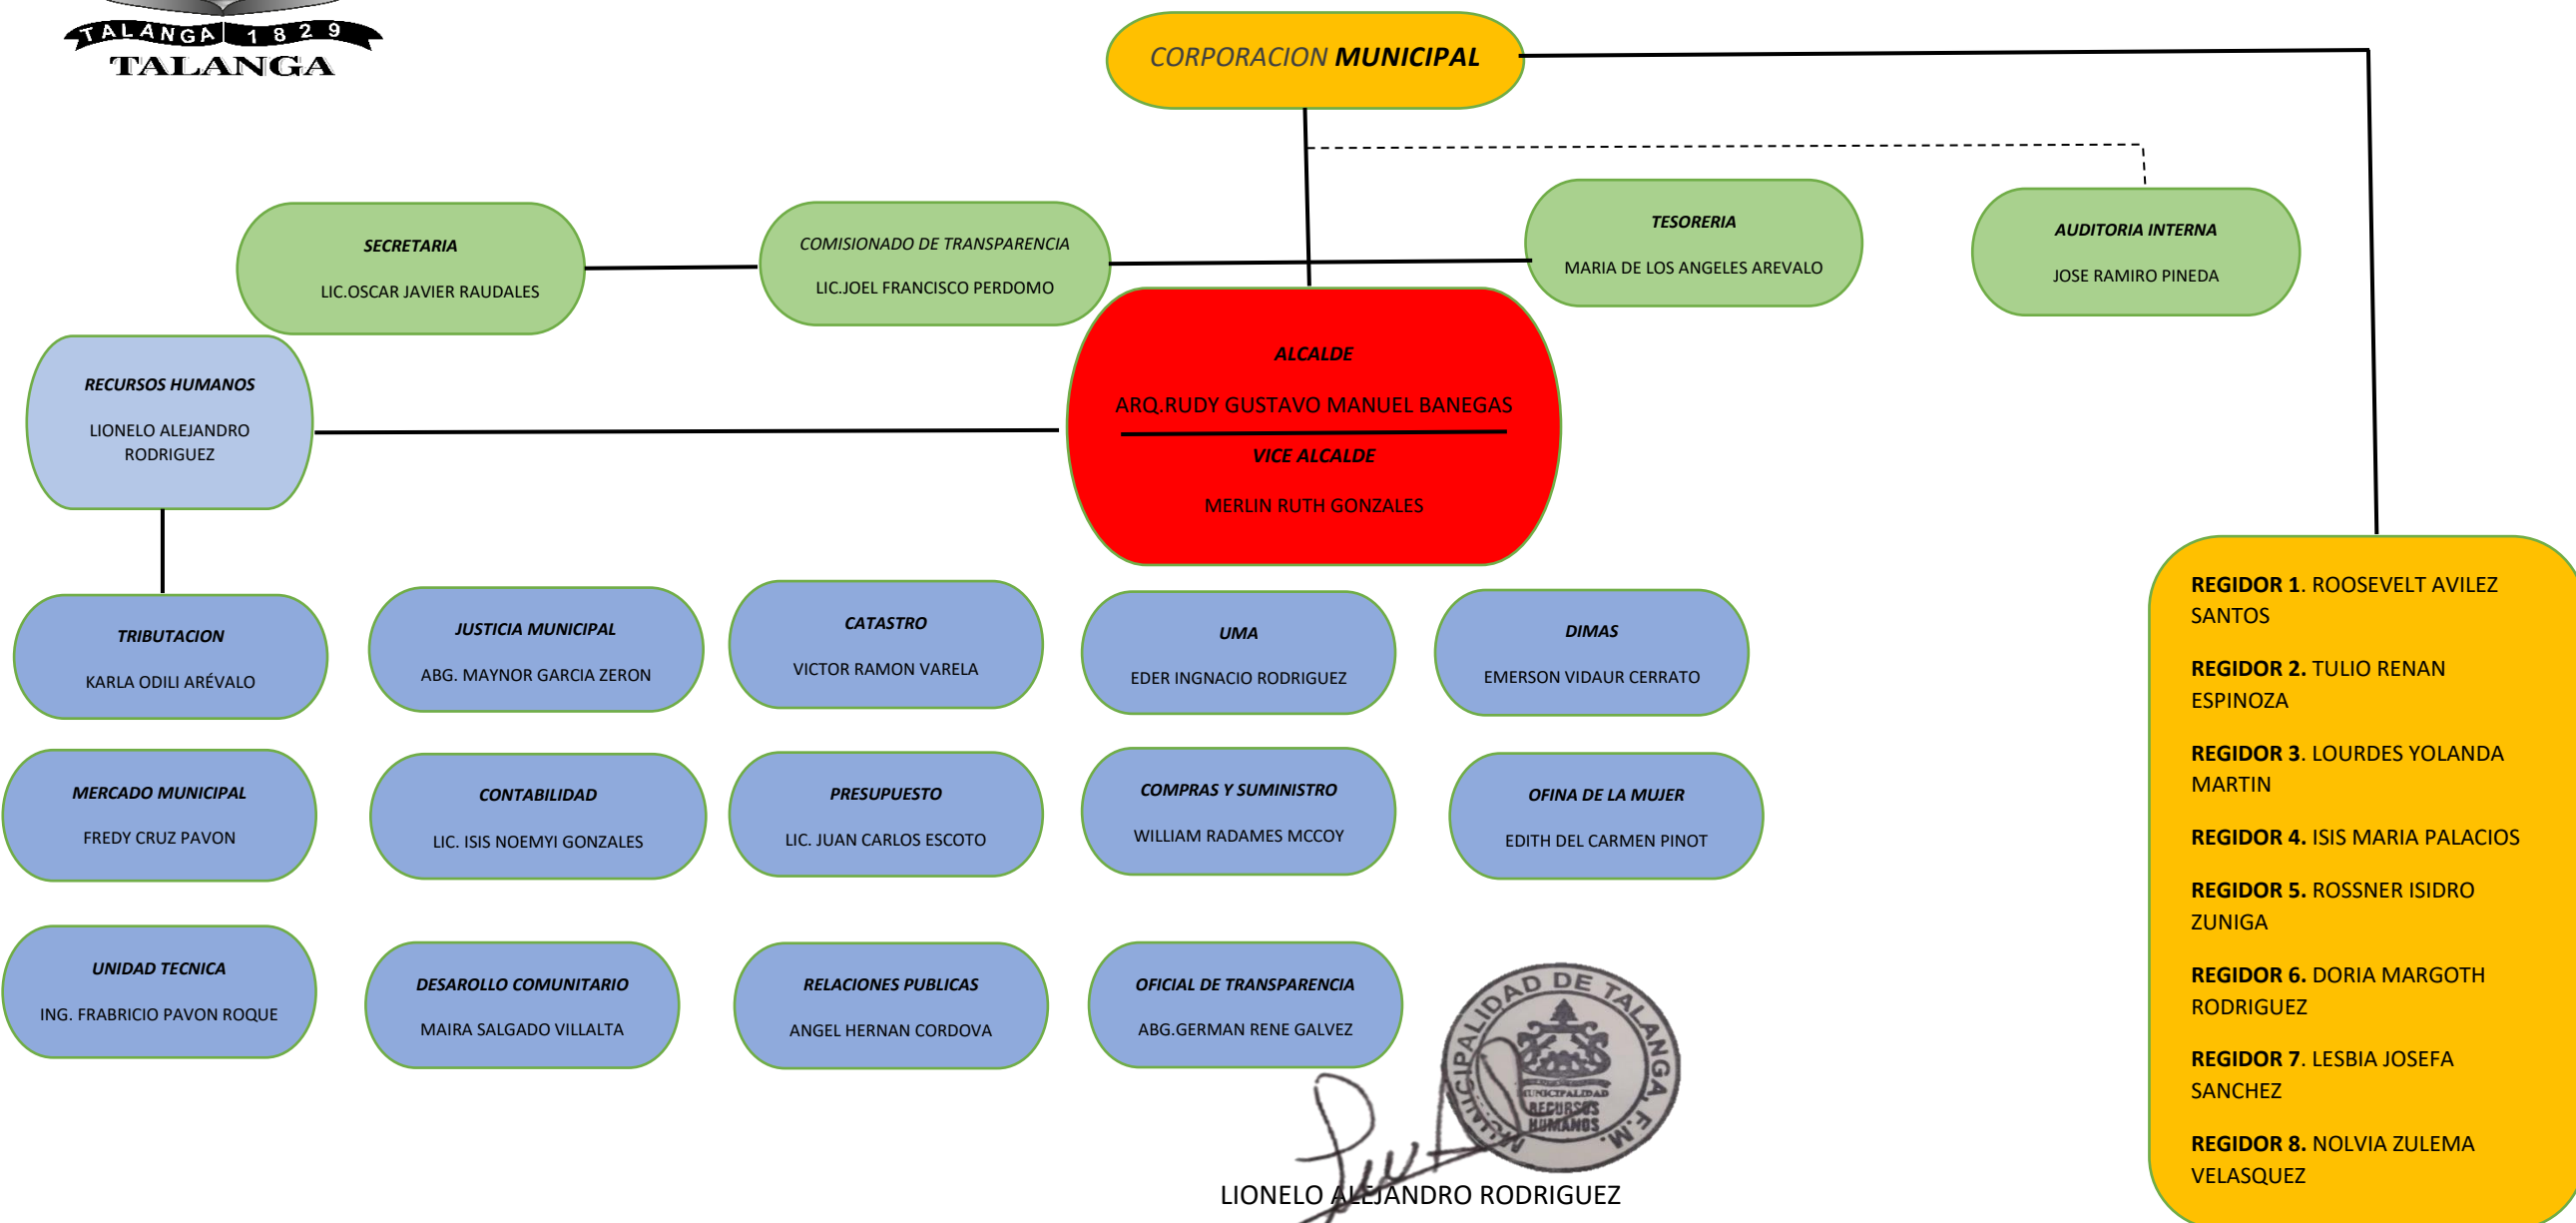 TALANGA 1829
TALANGA
CORPORACION MUNICIPAL
SECRETARIA
LIC.OSCAR JAVIER RAUDALES
COMISIONADO DE TRANSPARENCIA
LIC.JOEL FRANCISCO PERDOMO
TESORERIA
MARIA DE LOS ANGELES AREVALO
AUDITORIA INTERNA
JOSE RAMIRO PINEDA
RECURSOS HUMANOS
LIONELO ALEJANDRO
RODRIGUEZ
ALCALDE
ARQ.RUDY GUSTAVO MANUEL BANEGAS
VICE ALCALDE
MERLIN RUTH GONZALES
TRIBUTACION
KARLA ODILI ARÉVALO
JUSTICIA MUNICIPAL
ABG. MAYNOR GARCIA ZERON
CATASTRO
VICTOR RAMON VARELA
UMA
EDER INGNACIO RODRIGUEZ
DIMAS
EMERSON VIDAUR CERRATO
MERCADO MUNICIPAL
FREDY CRUZ PAVON
CONTABILIDAD
LIC. ISIS NOEMYI GONZALES
PRESUPUESTO
LIC. JUAN CARLOS ESCOTO
COMPRAS Y SUMINISTRO
WILLIAM RADAMES MCCOY
OFINA DE LA MUJER
EDITH DEL CARMEN PINOT
UNIDAD TECNICA
ING. FRABRICIO PAVON ROQUE
DESAROLLO COMUNITARIO
MAIRA SALGADO VILLALTA
RELACIONES PUBLICAS
ANGEL HERNAN CORDOVA
OFICIAL DE TRANSPARENCIA
ABG.GERMAN RENE GALVEZ
REGIDOR 1. ROOSEVELT AVILEZ
SANTOS
REGIDOR 2. TULIO RENAN
ESPINOZA
REGIDOR 3. LOURDES YOLANDA
MARTIN
REGIDOR 4. ISIS MARIA PALACIOS
REGIDOR 5. ROSSNER ISIDRO
ZUNIGA
REGIDOR 6. DORIA MARGOTH
RODRIGUEZ
REGIDOR 7. LESBIA JOSEFA
SANCHEZ
REGIDOR 8. NOLVIA ZULEMA
VELASQUEZ
MUNICIPALIDAD DE TALANGA, F.M.
MUNICIPALIDAD
RECURSOS
HUMANOS
LIONELO ALEJANDRO RODRIGUEZ